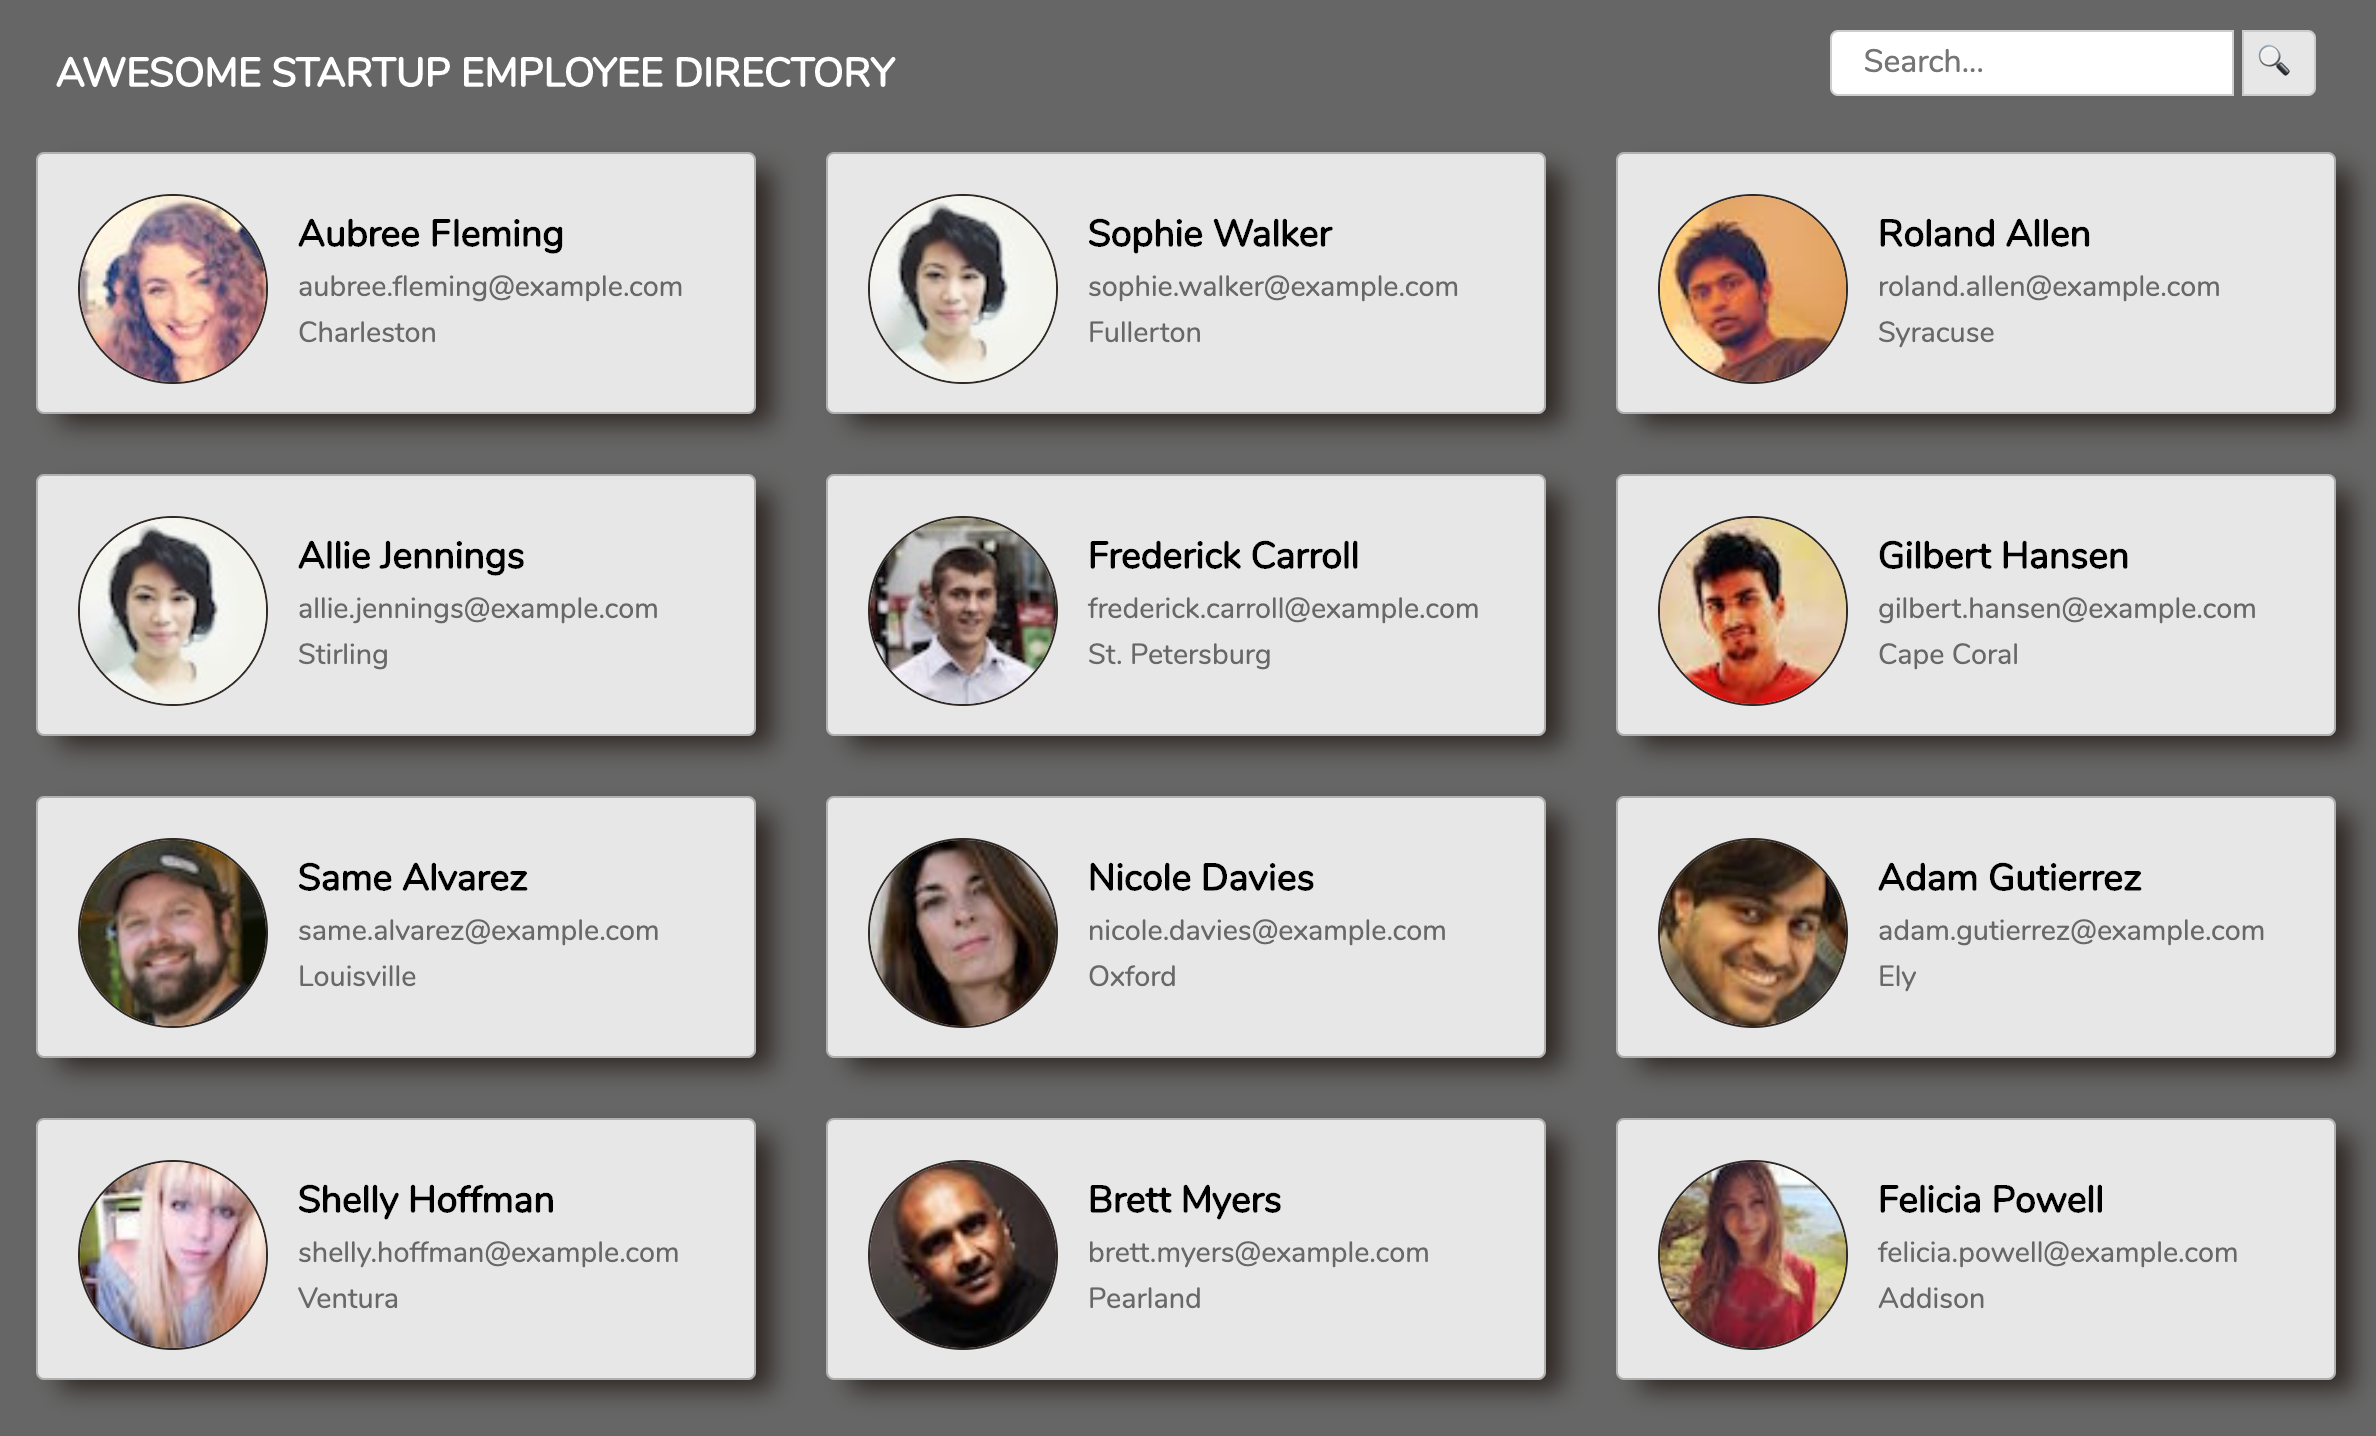 AWESOME STARTUP EMPLOYEE DIRECTORY
Search...
Aubree Fleming
aubree.fleming@example.com
Charleston
Sophie Walker
sophie.walker@example.com
Fullerton
Roland Allen
roland.allen@example.com
Syracuse
Allie Jennings
allie.jennings@example.com
Stirling
Frederick Carroll
frederick.carroll@example.com
St. Petersburg
Gilbert Hansen
gilbert.hansen@example.com
Cape Coral
Same Alvarez
same.alvarez@example.com
Louisville
Nicole Davies
nicole.davies@example.com
Oxford
Adam Gutierrez
adam.gutierrez@example.com
Ely
Shelly Hoffman
shelly.hoffman@example.com
Ventura
Brett Myers
brett.myers@example.com
Pearland
Felicia Powell
felicia.powell@example.com
Addison